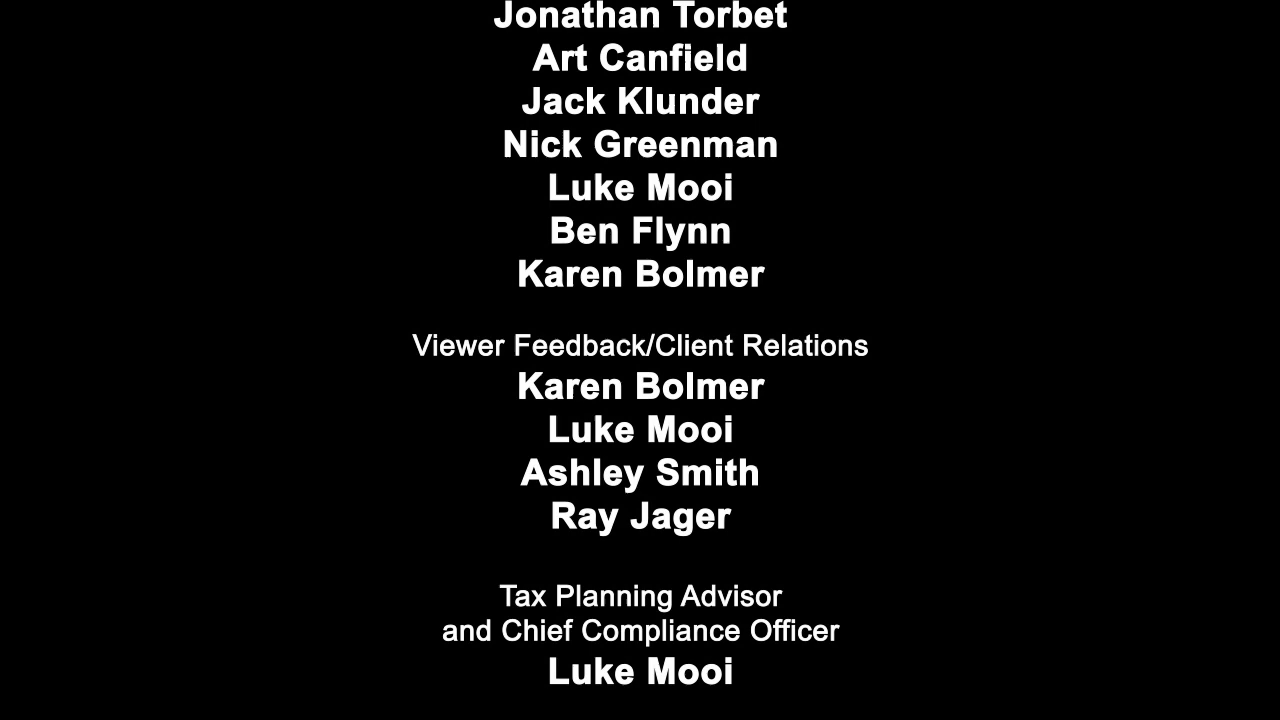 Jonathan Torbet
Art Canfield
Jack Klunder
Nick Greenman
Luke Mooi
Ben Flynn
Karen Bolmer
Viewer Feedback/Client Relations
Karen Bolmer
Luke Mooi
Ashley Smith
Ray Jager
Tax Planning Advisor
and Chief Compliance Officer
Luke Mooi